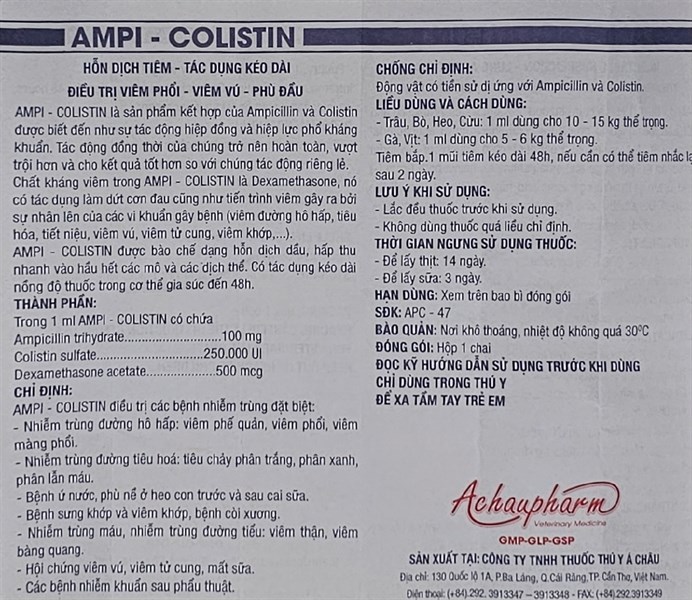 AMPI - COLISTIN
HỖN DỊCH TIÊM - TÁC DỤNG KÉO DÀI
ĐIỀU TRỊ VIÊM PHỔI - VIÊM VÚ - PHÙ ĐẦU
AMPI - COLISTIN là sản phẩm kết hợp của Ampicillin và Colistin
được biết đến như sự tác động hiệp đồng và hiệp lực phổ kháng
khuẩn. Tác động đồng thời của chúng trở nên hoàn toàn, vượt
trội hơn và cho kết quả tốt hơn so với chúng tác động riêng lẻ.
Chất kháng viêm trong AMPI - COLISTIN là Dexamethasone, nó
có tác dụng làm dứt cơn đau cũng như tiến trình viêm gây ra bởi
sự nhân lên của các vi khuẩn gây bệnh (viêm đường hô hấp, tiêu
hóa, tiết niệu, viêm vú, viêm tử cung, viêm khớp,...).
AMPI - COLISTIN được bào chế dạng hỗn dịch dầu, hấp thu
nhanh vào hầu hết các mô và các dịch thể. Có tác dụng kéo dài
nồng độ thuốc trong cơ thể gia súc đến 48h.
THÀNH PHẦN:
Trong 1 ml AMPI - COLISTIN có chứa
Ampicillin trihydrate............................100 mg
Colistin sulfate...............................250.000 UI
Dexamethasone acetate....................500 mcg
CHỈ ĐỊNH:
AMPI - COLISTIN điều trị các bệnh nhiễm trùng đặt biệt:
- Nhiễm trùng đường hô hấp: viêm phế quản, viêm phổi, viêm
màng phổi.
- Nhiễm trùng đường tiêu hoá: tiêu chảy phân trắng, phân xanh,
phân lẫn máu.
- Bệnh ứ nước, phù nề ở heo con trước và sau cai sữa.
- Bệnh sưng khớp và viêm khớp, bệnh còi xương.
- Nhiễm trùng máu, nhiễm trùng đường tiểu: viêm thận, viêm
bàng quang.
- Hội chứng viêm vú, viêm tử cung, mất sữa.
- Các bệnh nhiễm khuẩn sau phẩu thuật.
CHỐNG CHỈ ĐỊNH:
Động vật có tiền sử dị ứng với Ampicillin và Colistin.
LIỀU DÙNG VÀ CÁCH DÙNG:
- Trâu, Bò, Heo, Cừu: 1 ml dùng cho 10 - 15 kg thể trọng.
- Gà, Vịt: 1 ml dùng cho 5 - 6 kg thể trọng.
Tiêm bắp.1 mũi tiêm kéo dài 48h, nếu cần có thể tiêm nhắc lạ
sau 2 ngày.
LƯU Ý KHI SỬ DỤNG:
- Lắc đều thuốc trước khi sử dụng.
- Không dùng thuốc quá liều chỉ định.
THỜI GIAN NGƯNG SỬ DỤNG THUỐC:
- Để lấy thịt: 14 ngày.
- Để lấy sữa: 3 ngày.
HẠN DÙNG: Xem trên bao bì đóng gói
SĐK: APC - 47
BẢO QUẢN: Nơi khô thoáng, nhiệt độ không quá 30⁰C
ĐÓNG GÓI: Hộp 1 chai
ĐỌC KỸ HƯỚNG DẪN SỬ DỤNG TRƯỚC KHI DÙNG
CHỈ DÙNG TRONG THÚ Y
ĐỂ XA TẦM TAY TRẺ EM
Achaupharm
Veterinary Medicine
GMP-GLP-GSP
SẢN XUẤT TẠI: CÔNG TY TNHH THUỐC THÚ Y Á CHÂU
Địa chỉ: 130 Quốc lộ 1A, P.Ba Láng, Q.Cái Răng,TP. Cần Thơ, Việt Nam.
Điện thoại: (+84).292. 3913347 – 3913348 - FAX: (+84).292.3913349